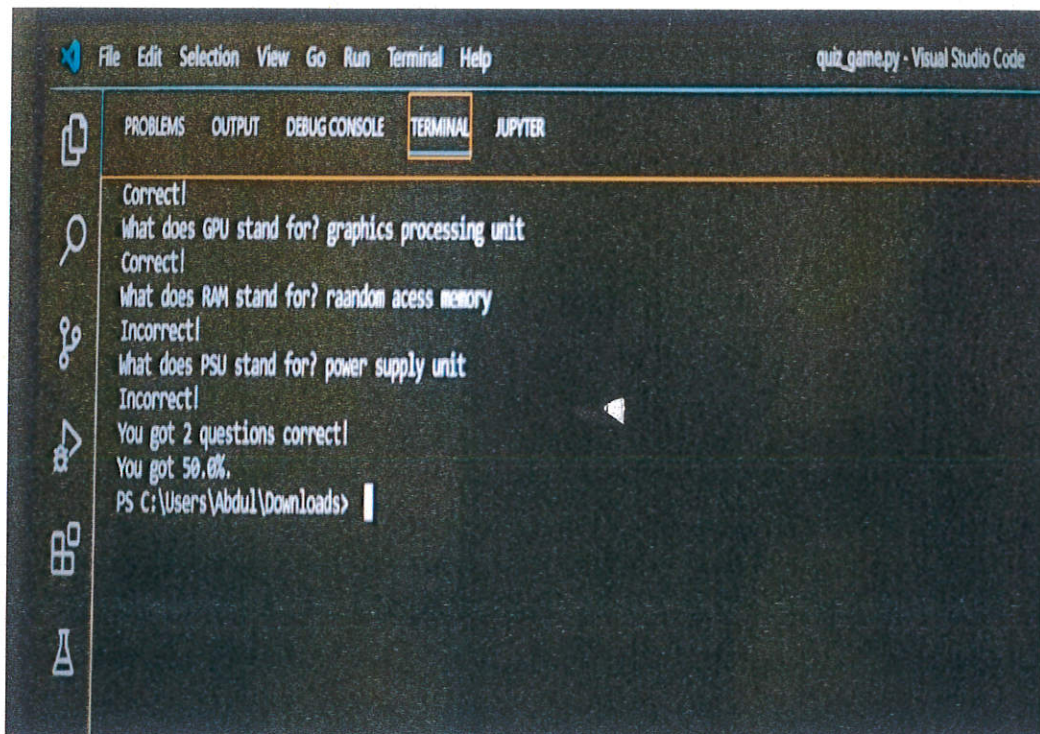 File Edit Selection View Go Run Terminal Help quiz_game.py - Visual Studio Code
PROBLEMS OUTPUT DEBUG CONSOLE TERMINAL JUPYTER
Correct!
What does GPU stand for? graphics processing unit
Correct!
What does RAM stand for? raandom acess memory
Incorrect!
What does PSU stand for? power supply unit
Incorrect!
You got 2 questions correct!
You got 50.0%.
PS C:\Users\Abdul\Downloads>